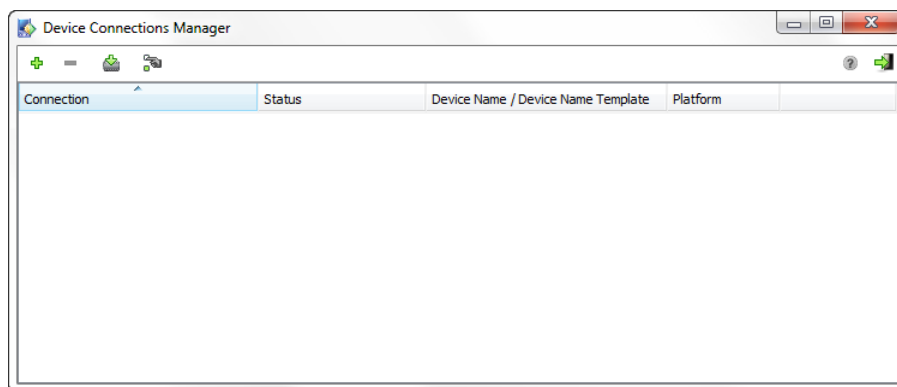 Device Connections Manager
Connection Status Device Name / Device Name Template Platform